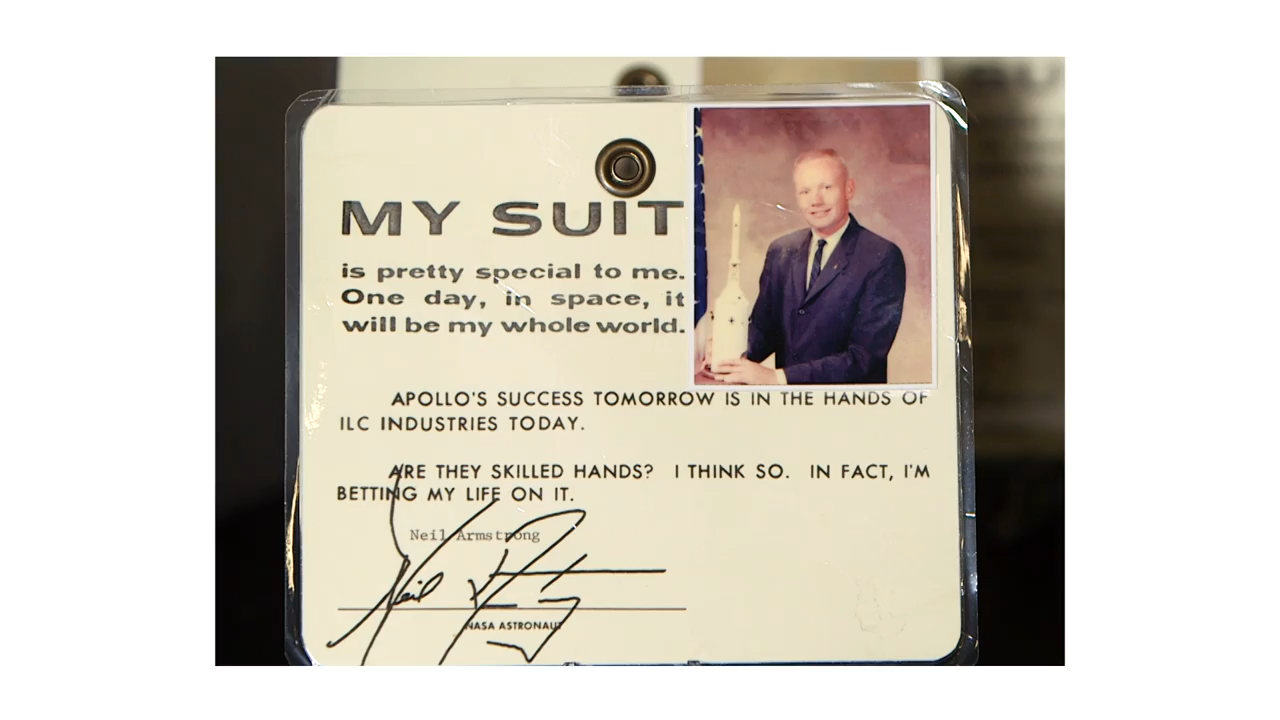 MY SUIT
is pretty special to me.
One day, in space, it
will be my whole world.
APOLLO'S SUCCESS TOMORROW IS IN THE HANDS OF
ILC INDUSTRIES TODAY.
ARE THEY SKILLED HANDS? I THINK SO. IN FACT, I'M
BETTING MY LIFE ON IT.
Neil Armstrong
Neil Armstrong
NASA ASTRONAUT